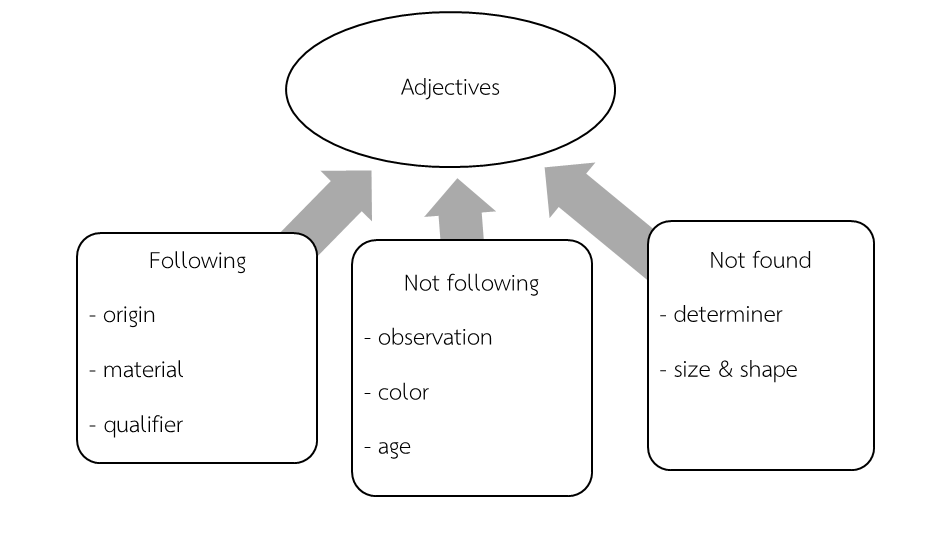 Adjectives
Following
- origin
- material
- qualifier
Not following
- observation
- color
- age
Not found
- determiner
- size & shape